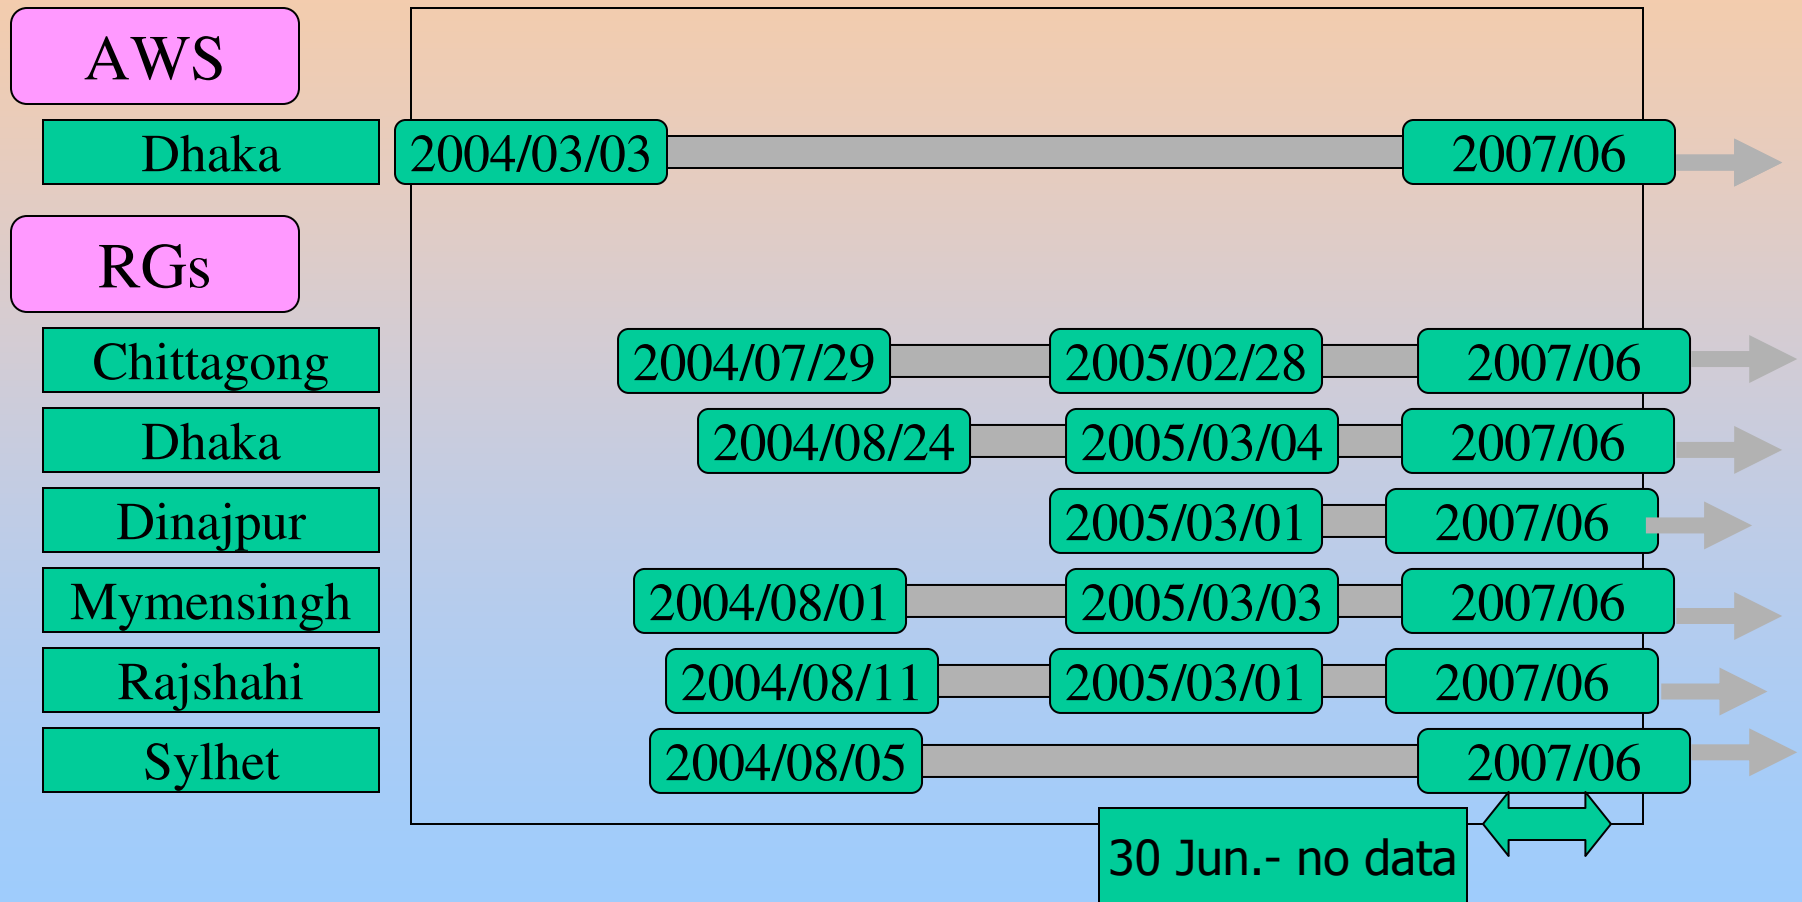 AWS
Dhaka 2004/03/03 2007/06
RGs
Chittagong 2004/07/29 2005/02/28 2007/06
Dhaka 2004/08/24 2005/03/04 2007/06
Dinajpur 2005/03/01 2007/06
Mymensingh 2004/08/01 2005/03/03 2007/06
Rajshahi 2004/08/11 2005/03/01 2007/06
Sylhet 2004/08/05 2007/06
30 Jun.- no data